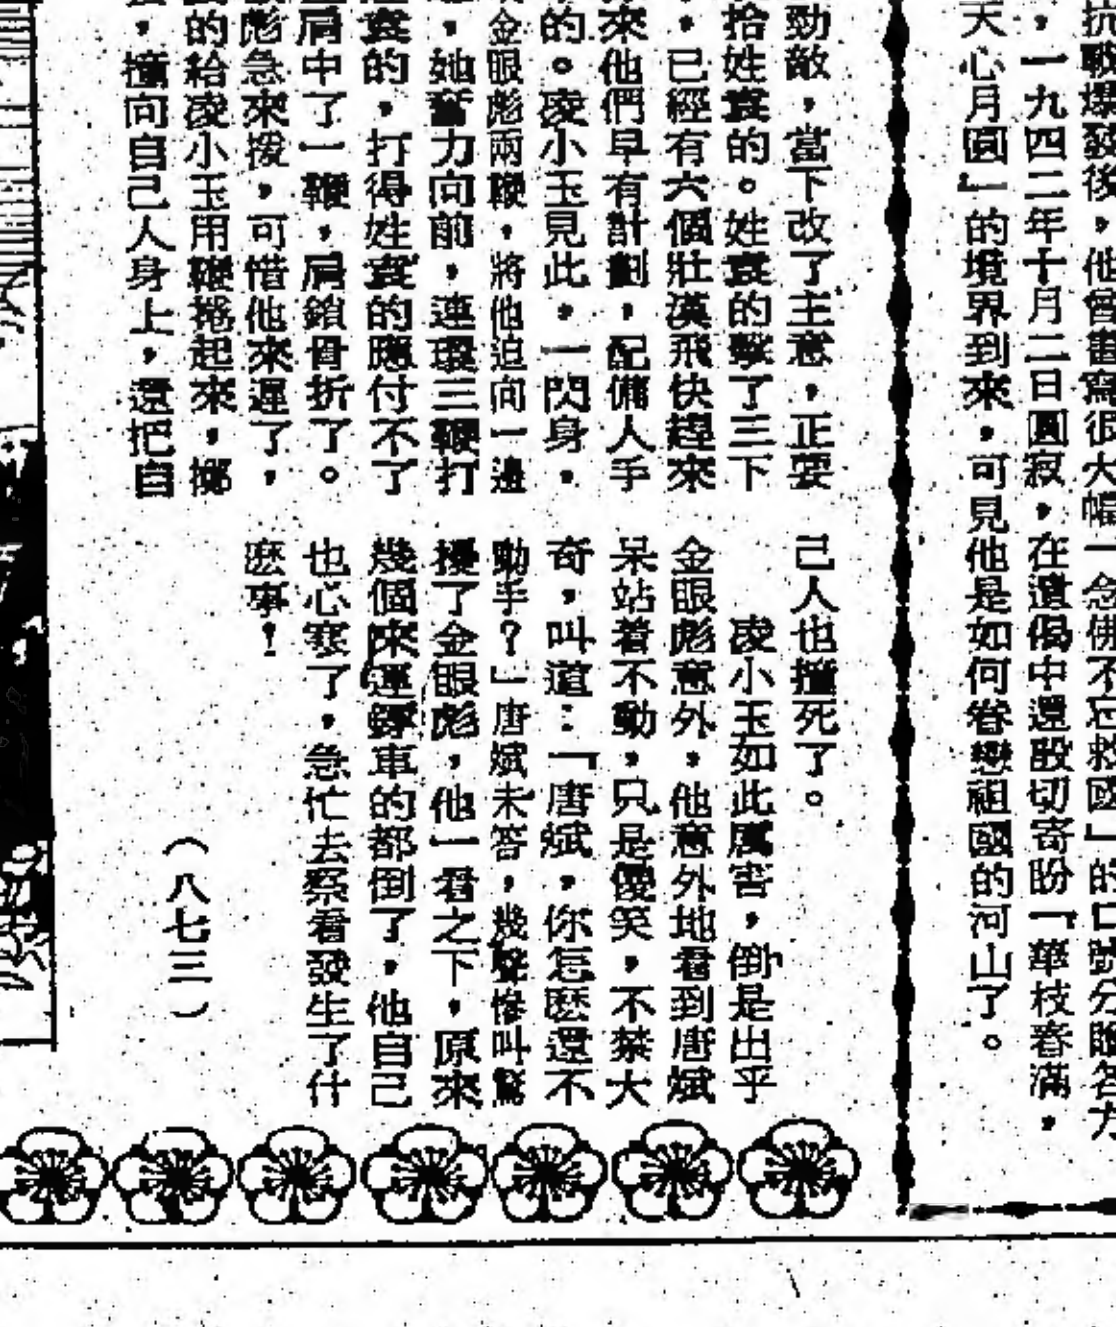 抗戰爆發後，他曾書寫很大幅「念佛不忘救國」的口號分贈各方
，一九四二年十月二日圓寂，在遺偈中還殷切寄盼「華枝春滿，
天心月圓」的境界到來，可見他是如何眷戀祖國的河山了。
勁敵，當下改了主意，正要
拾姓袁的。姓袁的擊了三下
，已經有六個壯漢飛快趕來
來他們早有計劃，配備人手
的。凌小玉見此，一閃身，
金眼彪兩鞭，將他迫向一邊
，她奮力向前，連環三鞭打
袁的，打得姓袁的應付不了
肩中了一鞭，肩鎖骨折了。
彪急來援，可惜他來遲了，
的給凌小玉用鞭捲起來，擲
，撞向自己人身上，還把自
己人也撞死了。
凌小玉如此厲害，倒是出乎
金眼彪意外，他意外地看到唐斌
呆站着不動，只是傻笑，不禁大
奇，叫道：「唐斌，你怎麽還不
動手？」唐斌未答，幾聲慘叫驚
擾了金眼彪，他一看之下，原來
幾個來運鏢車的都倒了，他自己
也心寒了，急忙去察看發生了什
麽事！
（八七三）